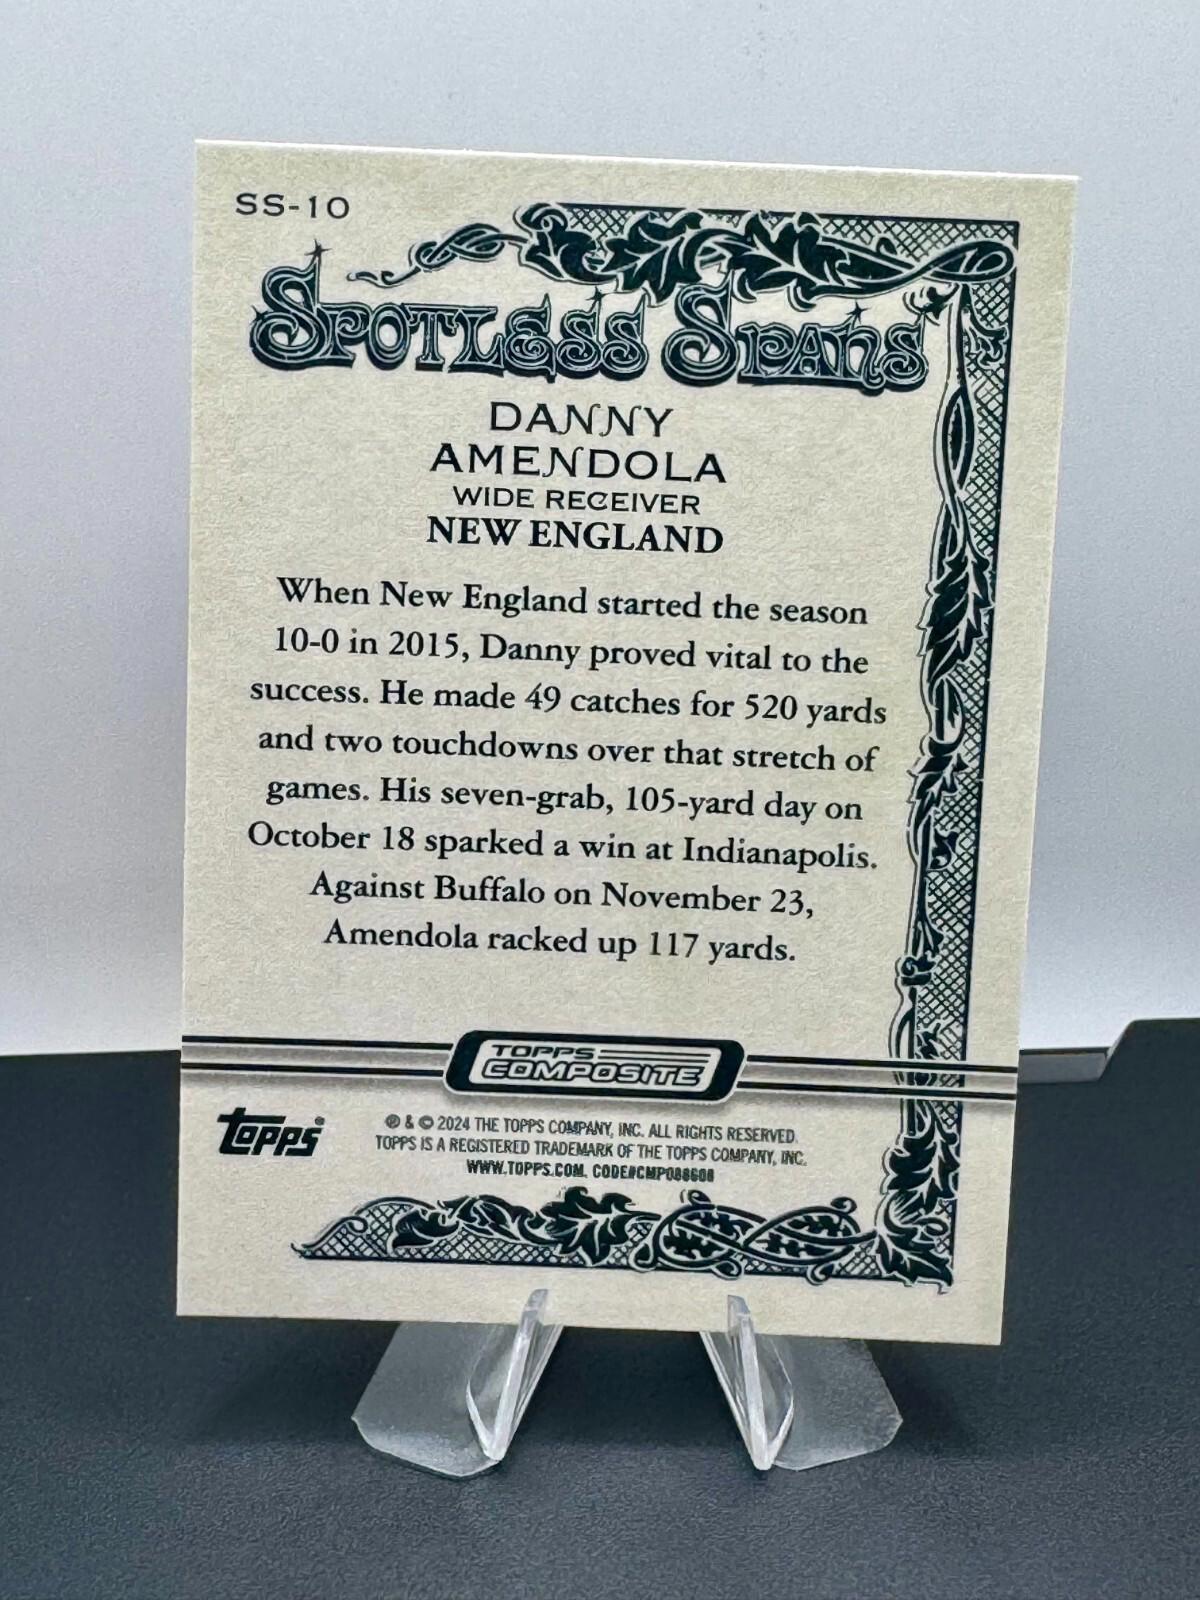 SS-10
SPOTLESS SPANS
DANNY
AMENDOLA
WIDE RECEIVER
NEW ENGLAND
When New England started the season
10-0 in 2015, Danny proved vital to the
success. He made 49 catches for 520 yards
and two touchdowns over that stretch of
games. His seven-grab, 105-yard day on
October 18 sparked a win at Indianapolis.
Against Buffalo on November 23,
Amendola racked up 117 yards.
TOPPS
COMPOSITE
topps®
℗ & © 2024 THE TOPPS COMPANY, INC. ALL RIGHTS RESERVED.
TOPPS IS A REGISTERED TRADEMARK OF THE TOPPS COMPANY, INC.
WWW.TOPPS.COM. CODE#CMP088608